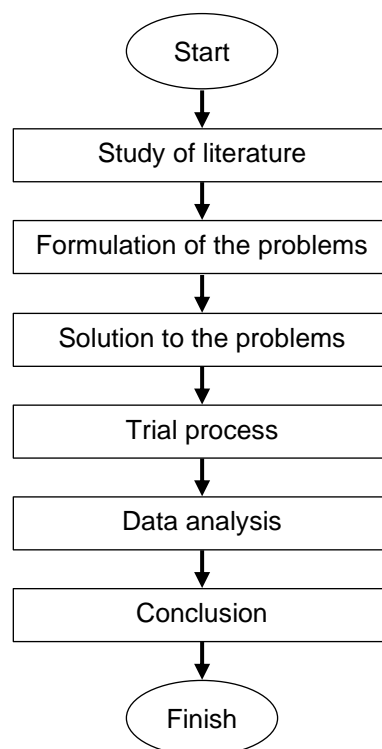 Start
Study of literature
Formulation of the problems
Solution to the problems
Trial process
Data analysis
Conclusion
Finish